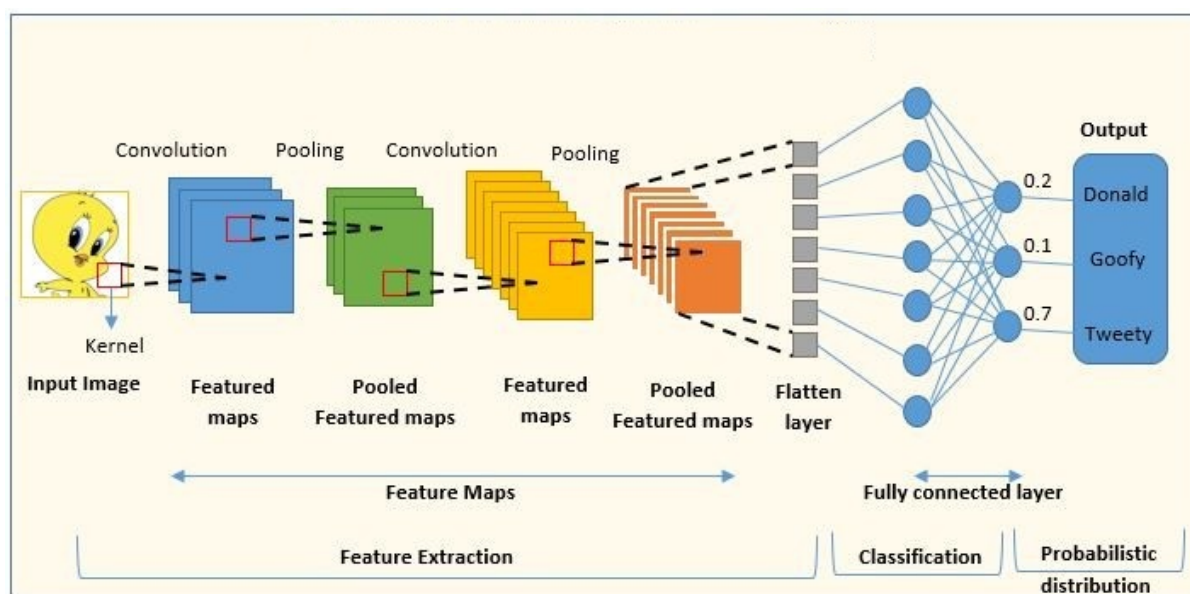 Convolution
Pooling
Convolution
Pooling
Output
0.2
Donald
0.1
Goofy
0.7
Tweety
Kernel
Input Image
Featured
maps
Pooled
Featured maps
Featured
maps
Pooled
Featured maps
Flatten
layer
Feature Maps
Fully connected layer
Feature Extraction
Classification
Probabilistic
distribution